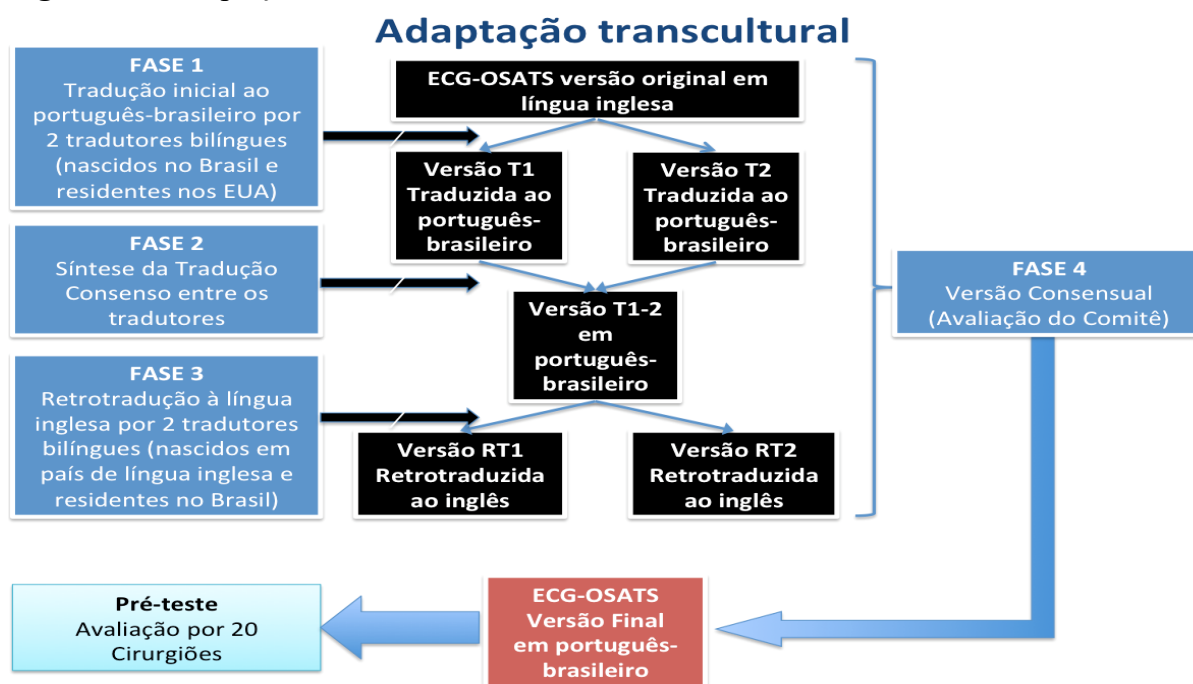 Adaptação transcultural
FASE 1
Tradução inicial ao
português-brasileiro por
2 tradutores bilíngues
(nascidos no Brasil e
residentes nos EUA)
ECG-OSATS versão original em
língua inglesa
Versão T1
Traduzida ao
português-
brasileiro
Versão T2
Traduzida ao
português-
brasileiro
FASE 2
Síntese da Tradução
Consenso entre os
tradutores
Versão T1-2
em
português-
brasileiro
FASE 3
Retrotradução à língua
inglesa por 2 tradutores
bilíngues (nascidos em
país de língua inglesa e
residentes no Brasil)
Versão RT1
Retrotraduzida
ao inglês
Versão RT2
Retrotraduzida
ao inglês
FASE 4
Versão Consensual
(Avaliação do Comitê)
ECG-OSATS
Versão Final
em português-
brasileiro
Pré-teste
Avaliação por 20
Cirurgiões